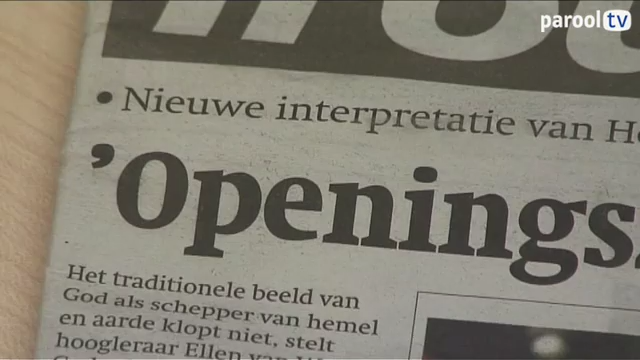 parool tv
• Nieuwe interpretatie van
'Openings
Het traditionele beeld van
God als schepper van hemel
en aarde klopt niet, stelt
hoogleraar Ellen van